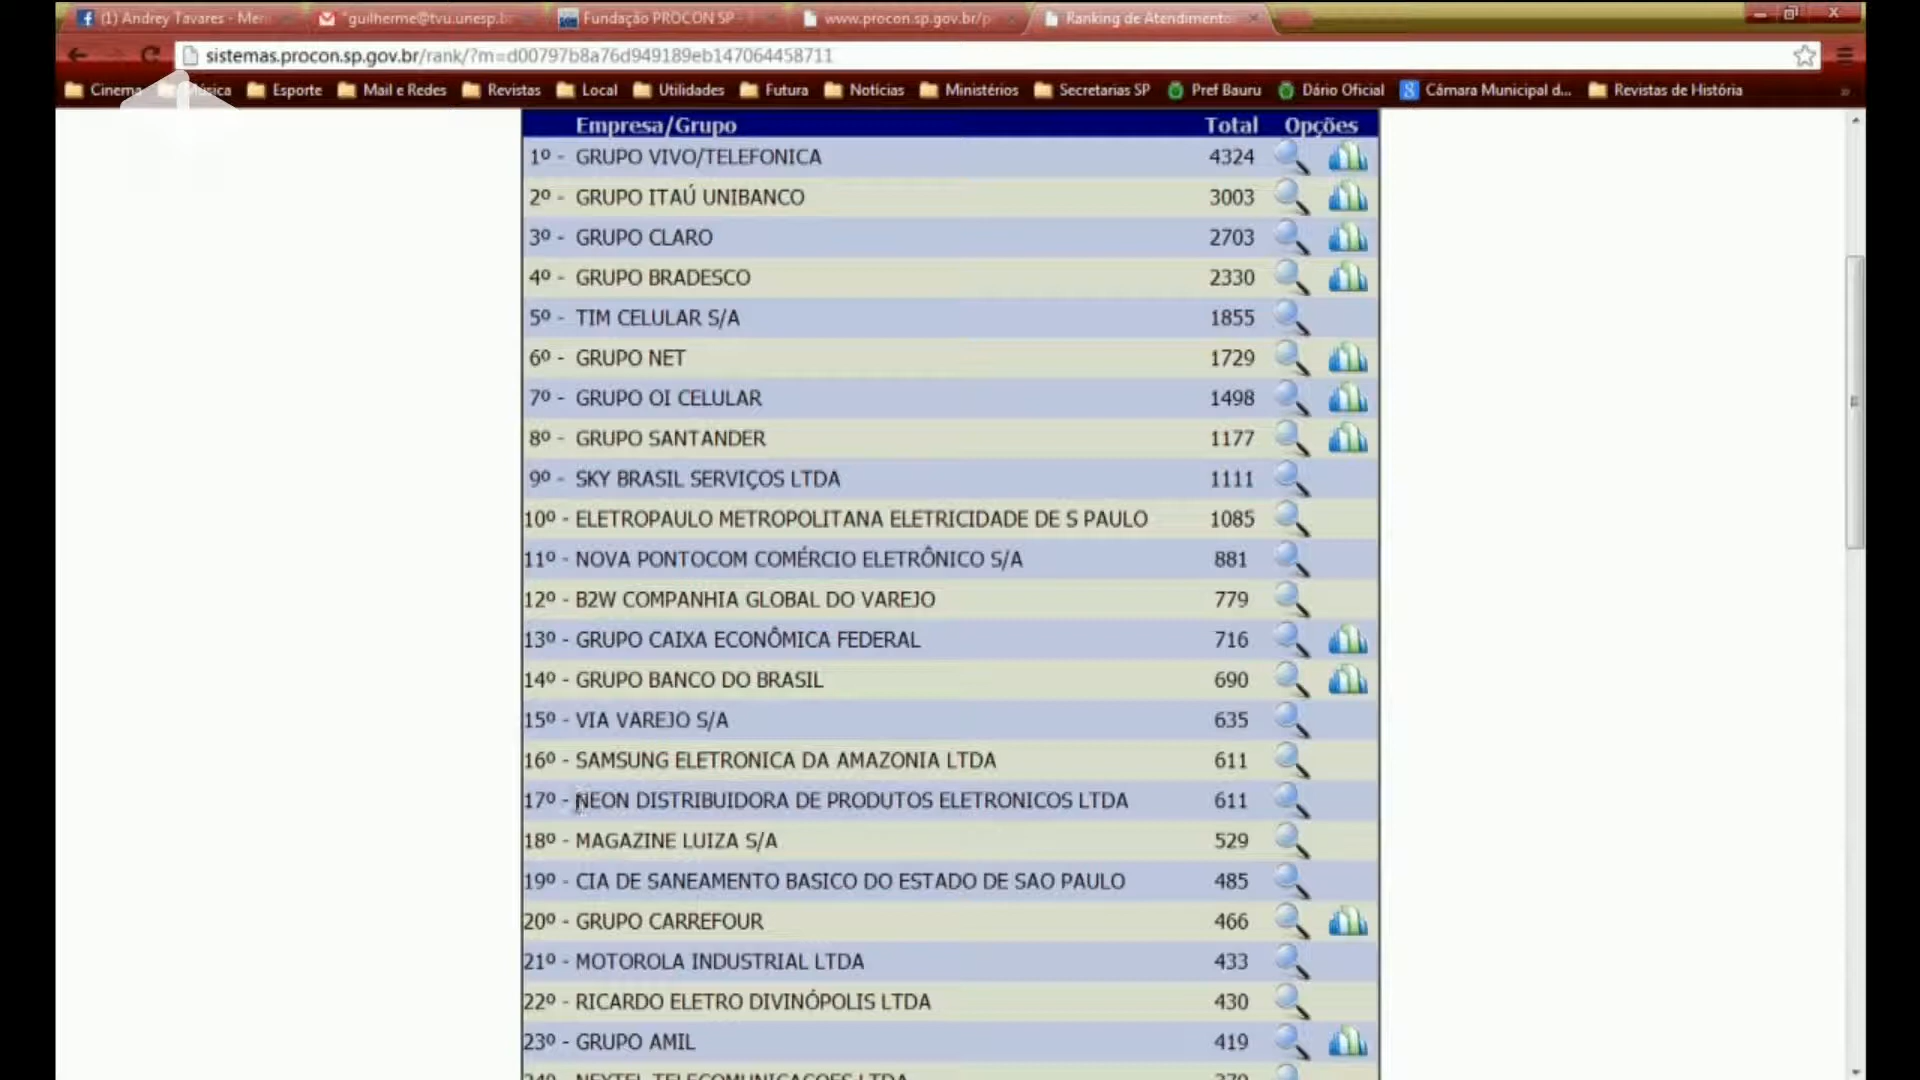 (1) Andrey Tavares - Men
"guilherme@tvu.unesp.b
Fundação PROCON SP -
www.procon.sp.gov.br/p
Ranking de Atendimento
sistemas.procon.sp.gov.br/rank/?m=d00797b8a76d949189eb147064458711
Cinema Música Esporte Mail e Redes Revistas Local Utilidades Futura Notícias Ministérios Secretarias SP Pref Bauru Dário Oficial Câmara Municipal d... Revistas de História »
Empresa/Grupo Total Opções
1º - GRUPO VIVO/TELEFONICA 4324
2º - GRUPO ITAÚ UNIBANCO 3003
3º - GRUPO CLARO 2703
4º - GRUPO BRADESCO 2330
5º - TIM CELULAR S/A 1855
6º - GRUPO NET 1729
7º - GRUPO OI CELULAR 1498
8º - GRUPO SANTANDER 1177
9º - SKY BRASIL SERVIÇOS LTDA 1111
10º - ELETROPAULO METROPOLITANA ELETRICIDADE DE S PAULO 1085
11º - NOVA PONTOCOM COMÉRCIO ELETRÔNICO S/A 881
12º - B2W COMPANHIA GLOBAL DO VAREJO 779
13º - GRUPO CAIXA ECONÔMICA FEDERAL 716
14º - GRUPO BANCO DO BRASIL 690
15º - VIA VAREJO S/A 635
16º - SAMSUNG ELETRONICA DA AMAZONIA LTDA 611
17º - NEON DISTRIBUIDORA DE PRODUTOS ELETRONICOS LTDA 611
18º - MAGAZINE LUIZA S/A 529
19º - CIA DE SANEAMENTO BASICO DO ESTADO DE SAO PAULO 485
20º - GRUPO CARREFOUR 466
21º - MOTOROLA INDUSTRIAL LTDA 433
22º - RICARDO ELETRO DIVINÓPOLIS LTDA 430
23º - GRUPO AMIL 419
24º - NEXTEL TELECOMUNICAÇOES LTDA